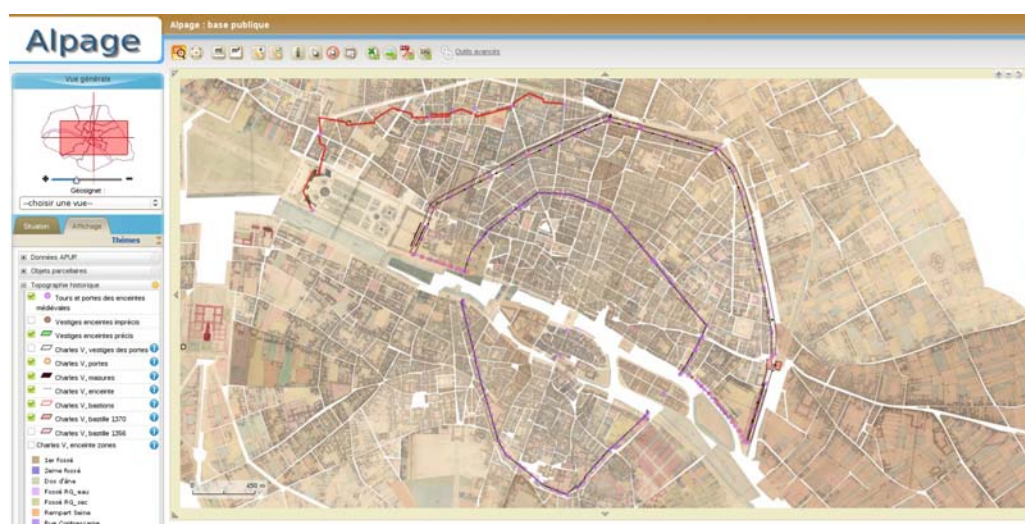 Alpage
Alpage : base publique
Outils avancés
Vue générale
Géosignet :
--choisir une vue--
Situation
Affichage
Thèmes
Données APUR
Objets parcellaires
Topographie historique
Tours et portes des enceintes
médiévales
Vestiges enceintes imprécis
Vestiges enceintes précis
Charles V, vestiges des portes
Charles V, portes
Charles V, masures
Charles V, enceinte
Charles V, bastions
Charles V, bastille 1370
Charles V, bastille 1356
Charles V, enceinte zones
1er Fossé
2eme fossé
Dos d'âne
Fossé RG_eau
Fossé RG_sec
Rempart Seine
0
450 m